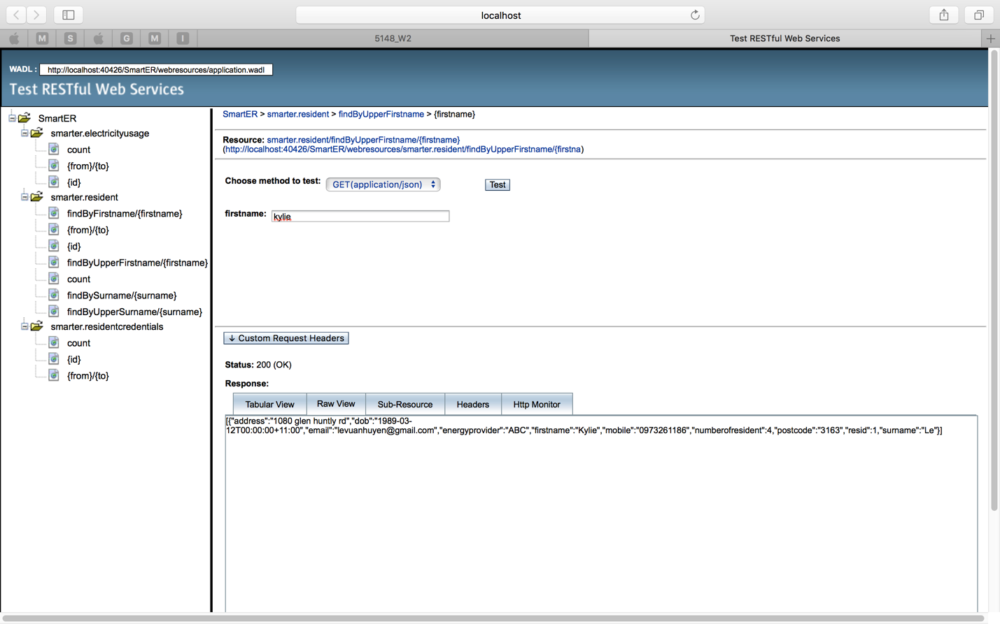 localhost
M
S
G
M
I
5148_W2
Test RESTful Web Services
WADL : http://localhost:40426/SmartER/webresources/application.wadl
Test RESTful Web Services
SmartER
smarter.electricityusage
count
{from}/{to}
{id}
smarter.resident
findByFirstname/{firstname}
{from}/{to}
{id}
findByUpperFirstname/{firstname}
count
findBySurname/{surname}
findByUpperSurname/{surname}
smarter.residentcredentials
count
{id}
{from}/{to}
SmartER > smarter.resident > findByUpperFirstname > {firstname}
Resource: smarter.resident/findByUpperFirstname/{firstname}
(http://localhost:40426/SmartER/webresources/smarter.resident/findByUpperFirstname/{firstna)
Choose method to test: GET(application/json) Test
firstname: kylie
↓ Custom Request Headers
Status: 200 (OK)
Response:
Tabular View Raw View Sub-Resource Headers Http Monitor
[{"address":"1080 glen huntly rd","dob":"1989-03-
12T00:00:00+11:00","email":"levuanhuyen@gmail.com","energyprovider":"ABC","firstname":"Kylie","mobile":"0973261186","numberofresident":4,"postcode":"3163","resid":1,"surname":"Le"}]